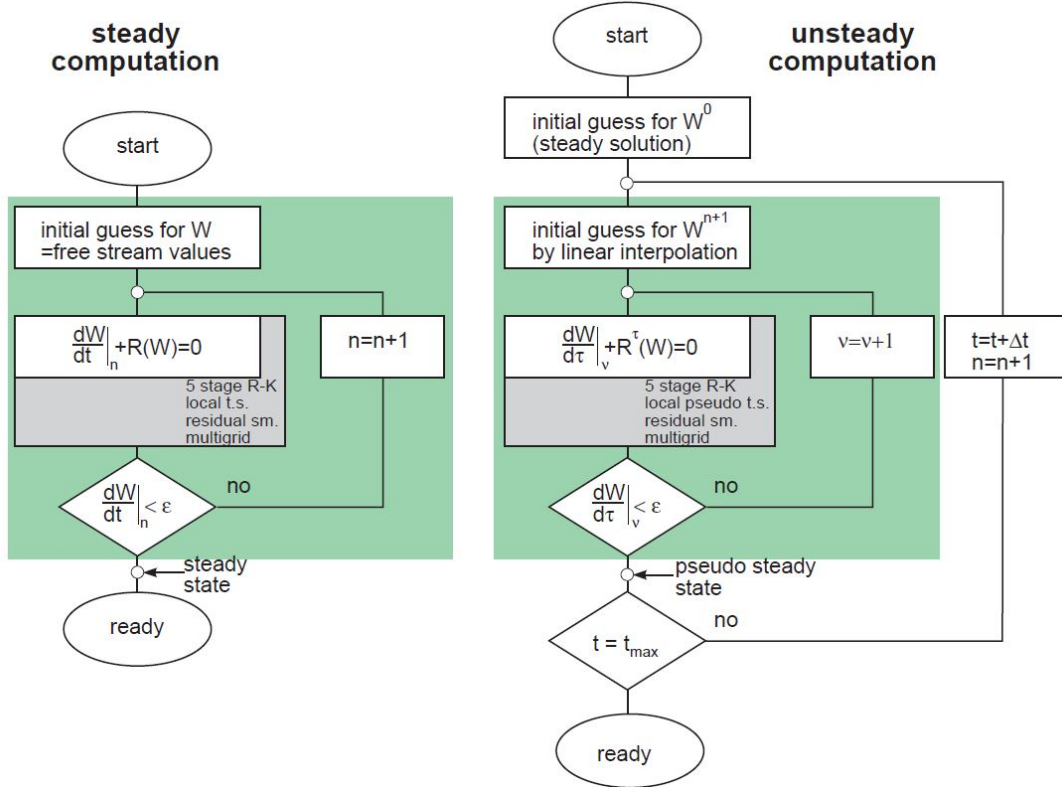 steady
computation
start
initial guess for W
=free stream values
dW/dt|n+R(W)=0
n=n+1
5 stage R-K
local t.s.
residual sm.
multigrid
dW/dt|n< ε
no
steady
state
ready
unsteady
computation
start
initial guess for W^0
(steady solution)
initial guess for W^n+1
by linear interpolation
dW/dτ|ν+R^τ(W)=0
ν=ν+1
t=t+Δt
n=n+1
5 stage R-K
local pseudo t.s.
residual sm.
multigrid
dW/dτ|ν< ε
no
pseudo steady
state
t = tmax
no
ready